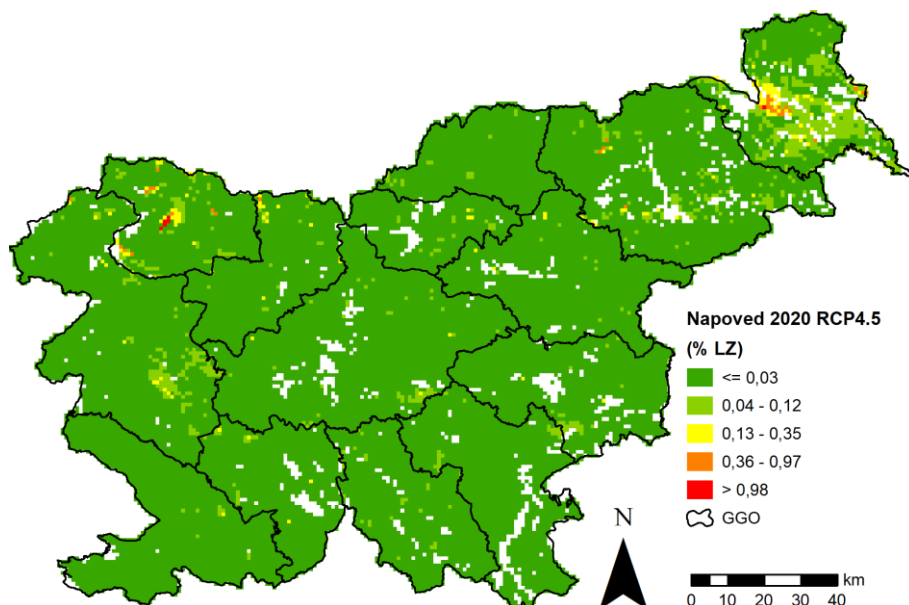 Napoved 2020 RCP4.5
(% LZ)
<= 0,03
0,04 - 0,12
0,13 - 0,35
0,36 - 0,97
> 0,98
GGO
N
km
0 10 20 30 40